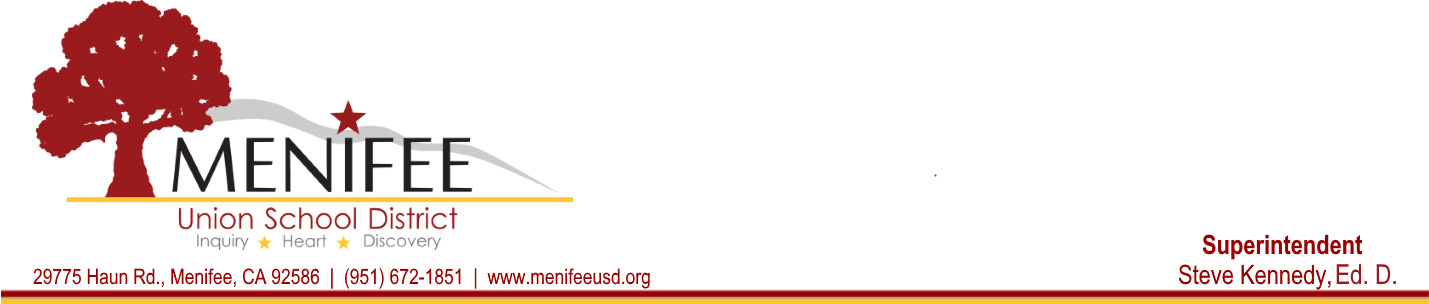 MENIFEE
Union School District
Inquiry ★ Heart ★ Discovery
Superintendent
29775 Haun Rd., Menifee, CA 92586 | (951) 672-1851 | www.menifeeusd.org
Steve Kennedy, Ed. D.